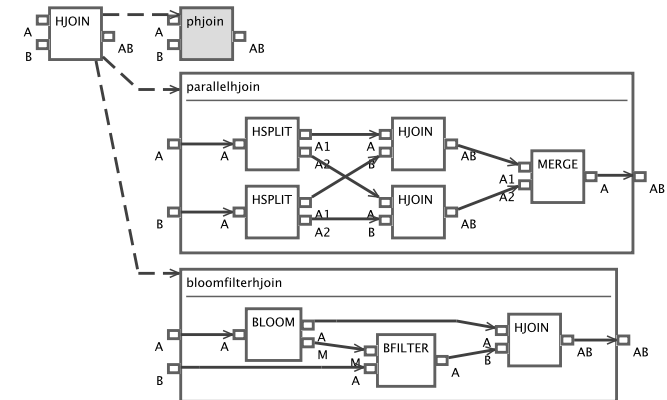 HJOIN
A
B
AB
phjoin
A
B
AB
parallelhjoin
A
A
HSPLIT
A1
A2
A
B
HJOIN
AB
B
A
HSPLIT
A1
A2
A
B
HJOIN
AB
A1
A2
MERGE
A
AB
bloomfilterhjoin
A
A
BLOOM
A
M
B
M
A
BFILTER
A
A
B
HJOIN
AB
AB